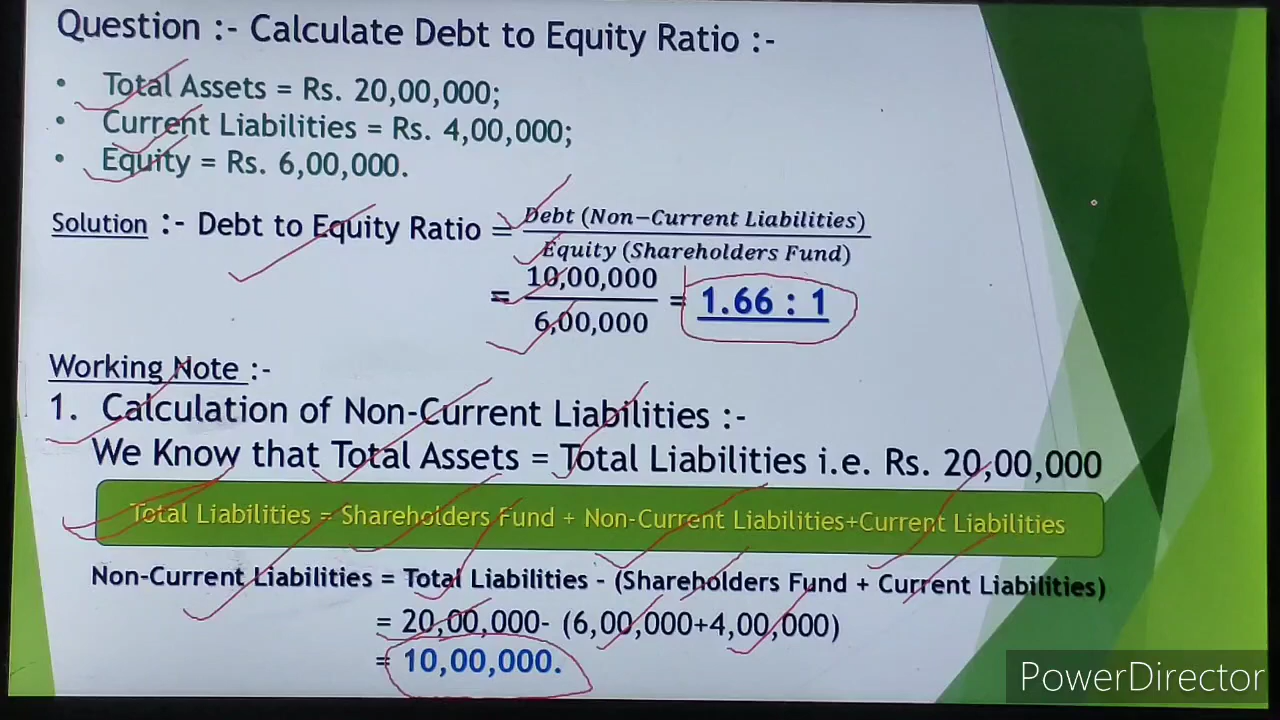 Question :- Calculate Debt to Equity Ratio :-
• Total Assets = Rs. 20,00,000;
• Current Liabilities = Rs. 4,00,000;
• Equity = Rs. 6,00,000.
Solution :- Debt to Equity Ratio = Debt (Non-Current Liabilities) / Equity (Shareholders Fund)
= 10,00,000 / 6,00,000 = 1.66 : 1
Working Note :-
1. Calculation of Non-Current Liabilities :-
We Know that Total Assets = Total Liabilities i.e. Rs. 20,00,000
Total Liabilities = Shareholders Fund + Non-Current Liabilities+Current Liabilities
Non-Current Liabilities = Total Liabilities - (Shareholders Fund + Current Liabilities)
= 20,00,000- (6,00,000+4,00,000)
= 10,00,000.
PowerDirector